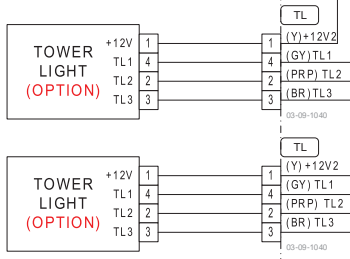 TL
TOWER
LIGHT
(OPTION)
+12V 1 1 (Y)+12V2
TL1 4 4 (GY)TL1
TL2 2 2 (PRP) TL2
TL3 3 3 (BR)TL3
03-09-1040
TL
TOWER
LIGHT
(OPTION)
+12V 1 1 (Y)+12V2
TL1 4 4 (GY) TL1
TL2 2 2 (PRP) TL2
TL3 3 3 (BR) TL3
03-09-1040